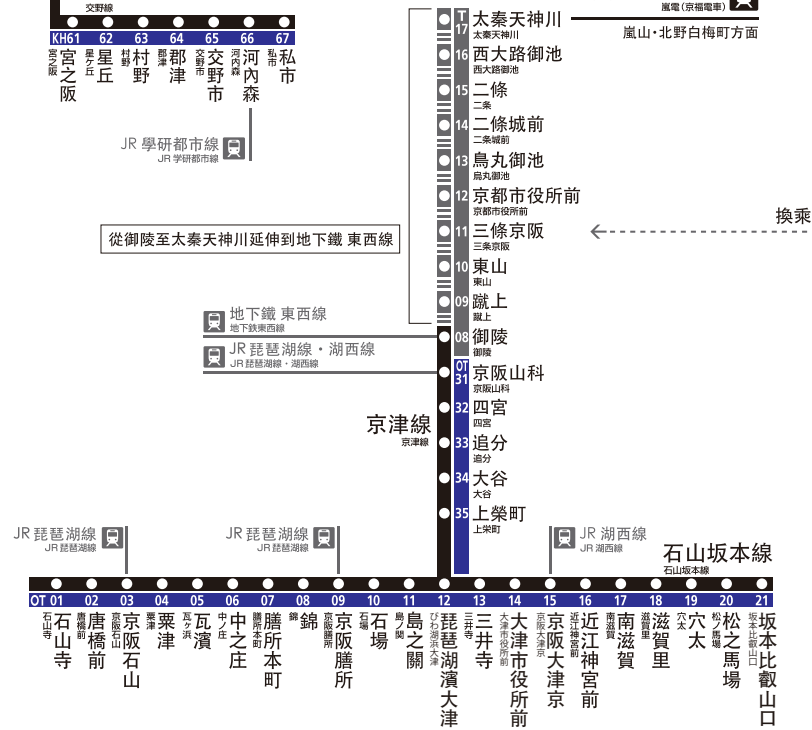 交野線
KH61 62 63 64 65 66 67
宮之阪
宮之阪
星丘
星ヶ丘
村野
村野
郡津
郡津
交野市
交野市
河內森
河内森
私市
私市
JR 學研都市線
JR 学研都市線
嵐電（京福電車）
嵐山・北野白梅町方面
T
17 太秦天神川
太秦天神川
16 西大路御池
西大路御池
15 二條
二条
14 二條城前
二条城前
13 烏丸御池
烏丸御池
12 京都市役所前
京都市役所前
11 三條京阪
三条京阪
10 東山
東山
09 蹴上
蹴上
08 御陵
御陵
換乘
從御陵至太秦天神川延伸到地下鐵 東西線
地下鐵 東西線
地下鉄東西線
JR 琵琶湖線・湖西線
JR 琵琶湖線・湖西線
OT
31 京阪山科
京阪山科
32 四宮
四宮
33 追分
追分
34 大谷
大谷
35 上榮町
上栄町
京津線
京津線
JR 琵琶湖線
JR 琵琶湖線
JR 琵琶湖線
JR 琵琶湖線
JR 湖西線
JR 湖西線
石山坂本線
石山坂本線
OT 01 02 03 04 05 06 07 08 09 10 11 12 13 14 15 16 17 18 19 20 21
石山寺
石山寺
唐橋前
唐橋前
京阪石山
京阪石山
粟津
粟津
瓦濱
瓦ヶ浜
中之庄
中ノ庄
膳所本町
膳所本町
錦
錦
京阪膳所
京阪膳所
石場
石場
島之關
島ノ関
琵琶湖濱大津
びわ湖浜大津
三井寺
三井寺
大津市役所前
大津市役所前
京阪大津京
京阪大津京
近江神宮前
近江神宮前
南滋賀
南滋賀
滋賀里
滋賀里
穴太
穴太
松之馬場
松ノ馬場
坂本比叡山口
坂本比叡山口